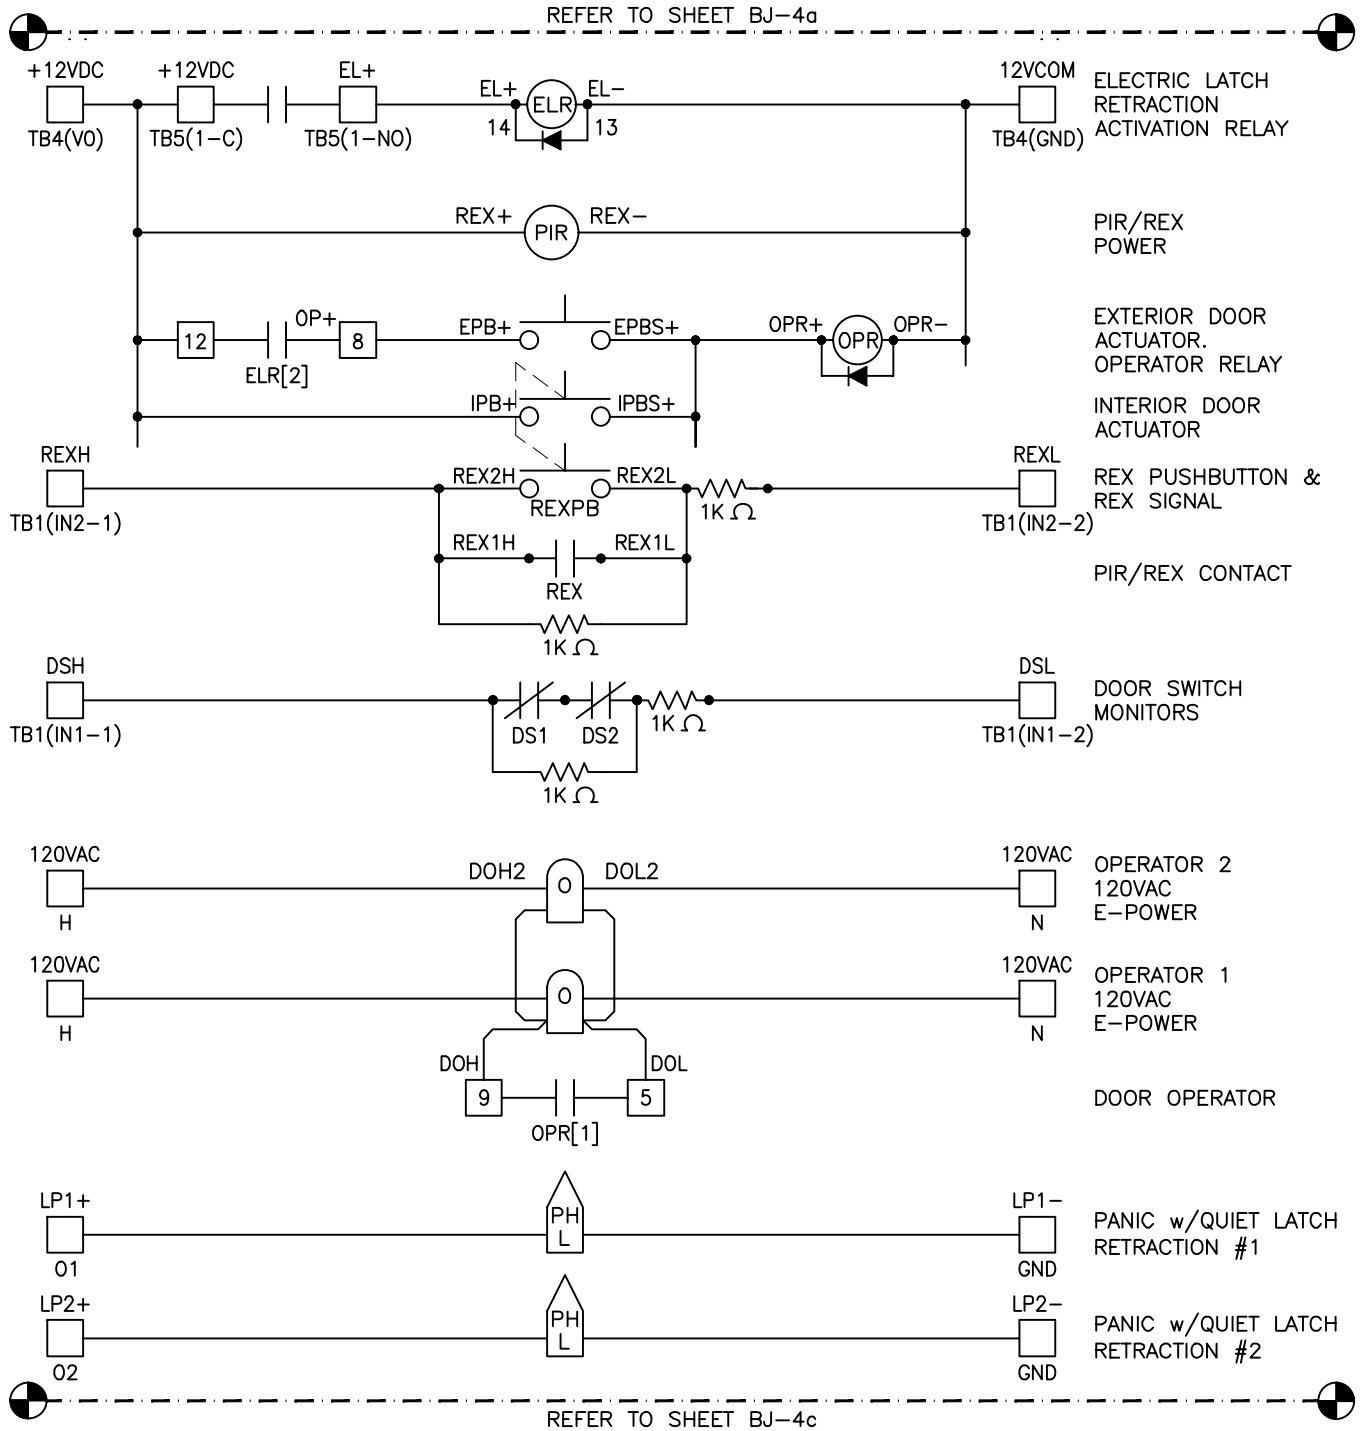 REFER TO SHEET BJ-4a
+12VDC +12VDC EL+ EL+ ELR EL- 12VCOM
TB4(V0) TB5(1-C) TB5(1-NO) 14 13 TB4(GND)
ELECTRIC LATCH
RETRACTION
ACTIVATION RELAY
REX+ PIR REX-
PIR/REX
POWER
12 OP+ 8 EPB+ EPBS+ OPR+ OPR OPR-
ELR[2]
EXTERIOR DOOR
ACTUATOR.
OPERATOR RELAY
IPB+ IPBS+
INTERIOR DOOR
ACTUATOR
REXH REX2H REX2L REXL
TB1(IN2-1) REXPB 1KΩ TB1(IN2-2)
REX PUSHBUTTON &
REX SIGNAL
REX1H REX1L
REX
PIR/REX CONTACT
1KΩ
DSH DSL
TB1(IN1-1) DS1 DS2 1KΩ TB1(IN1-2)
DOOR SWITCH
MONITORS
1KΩ
120VAC DOH2 O DOL2 120VAC
H N
OPERATOR 2
120VAC
E-POWER
120VAC O 120VAC
H N
OPERATOR 1
120VAC
E-POWER
DOH DOL
9 5
OPR[1]
DOOR OPERATOR
LP1+ PH L LP1-
O1 GND
PANIC w/QUIET LATCH
RETRACTION #1
LP2+ PH L LP2-
O2 GND
PANIC w/QUIET LATCH
RETRACTION #2
REFER TO SHEET BJ-4c